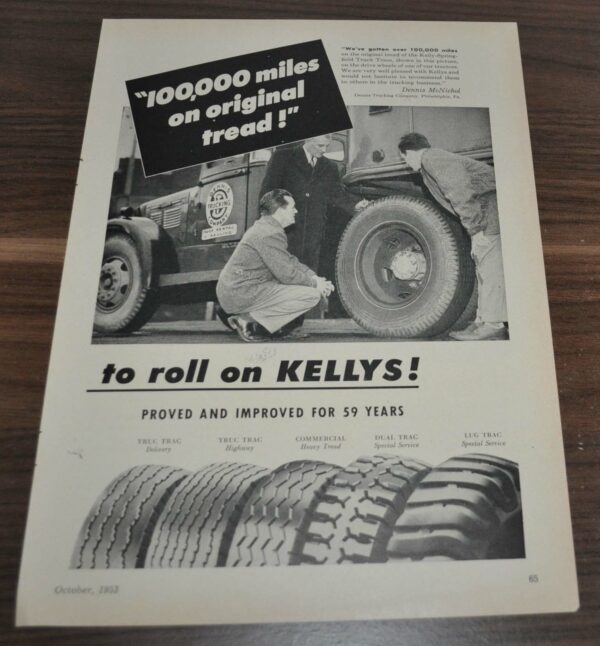 "100,000 miles
on original
tread!"
"We've gotten over 100,000 miles
on the original tread of the Kelly-Spring-
field Truck Tires, shown in this picture,
on the drive wheels of one of our tractors.
We are very well pleased with Kellys and
would not hesitate to recommend them
to others in the trucking business."
Dennis McNichol
Dennis Trucking Company, Philadelphia, Pa.
DENNIS
TRUCKING
to roll on KELLYS!
PROVED AND IMPROVED FOR 59 YEARS
TRUC TRAC
Delivery
TRUC TRAC
Highway
COMMERCIAL
Heavy Tread
DUAL TRAC
Special Service
LUG TRAC
Special Service
October, 1953
65